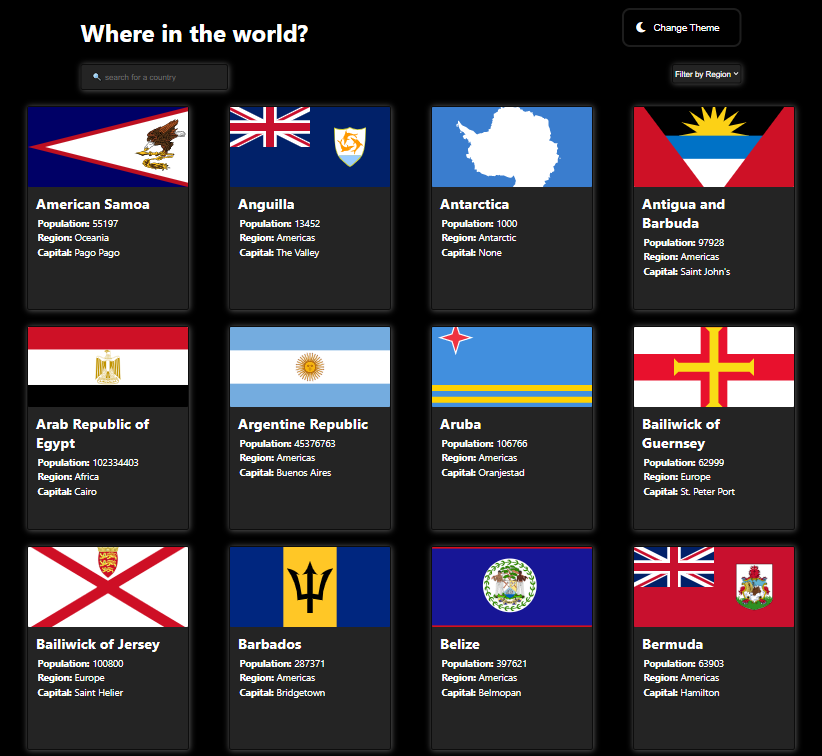 Where in the world?
Change Theme
search for a country
Filter by Region
American Samoa
Population: 55197
Region: Oceania
Capital: Pago Pago
Anguilla
Population: 13452
Region: Americas
Capital: The Valley
Antarctica
Population: 1000
Region: Antarctic
Capital: None
Antigua and
Barbuda
Population: 97928
Region: Americas
Capital: Saint John's
Arab Republic of
Egypt
Population: 102334403
Region: Africa
Capital: Cairo
Argentine Republic
Population: 45376763
Region: Americas
Capital: Buenos Aires
Aruba
Population: 106766
Region: Americas
Capital: Oranjestad
Bailiwick of
Guernsey
Population: 62999
Region: Europe
Capital: St. Peter Port
Bailiwick of Jersey
Population: 100800
Region: Europe
Capital: Saint Helier
Barbados
Population: 287371
Region: Americas
Capital: Bridgetown
Belize
Population: 397621
Region: Americas
Capital: Belmopan
Bermuda
Population: 63903
Region: Americas
Capital: Hamilton